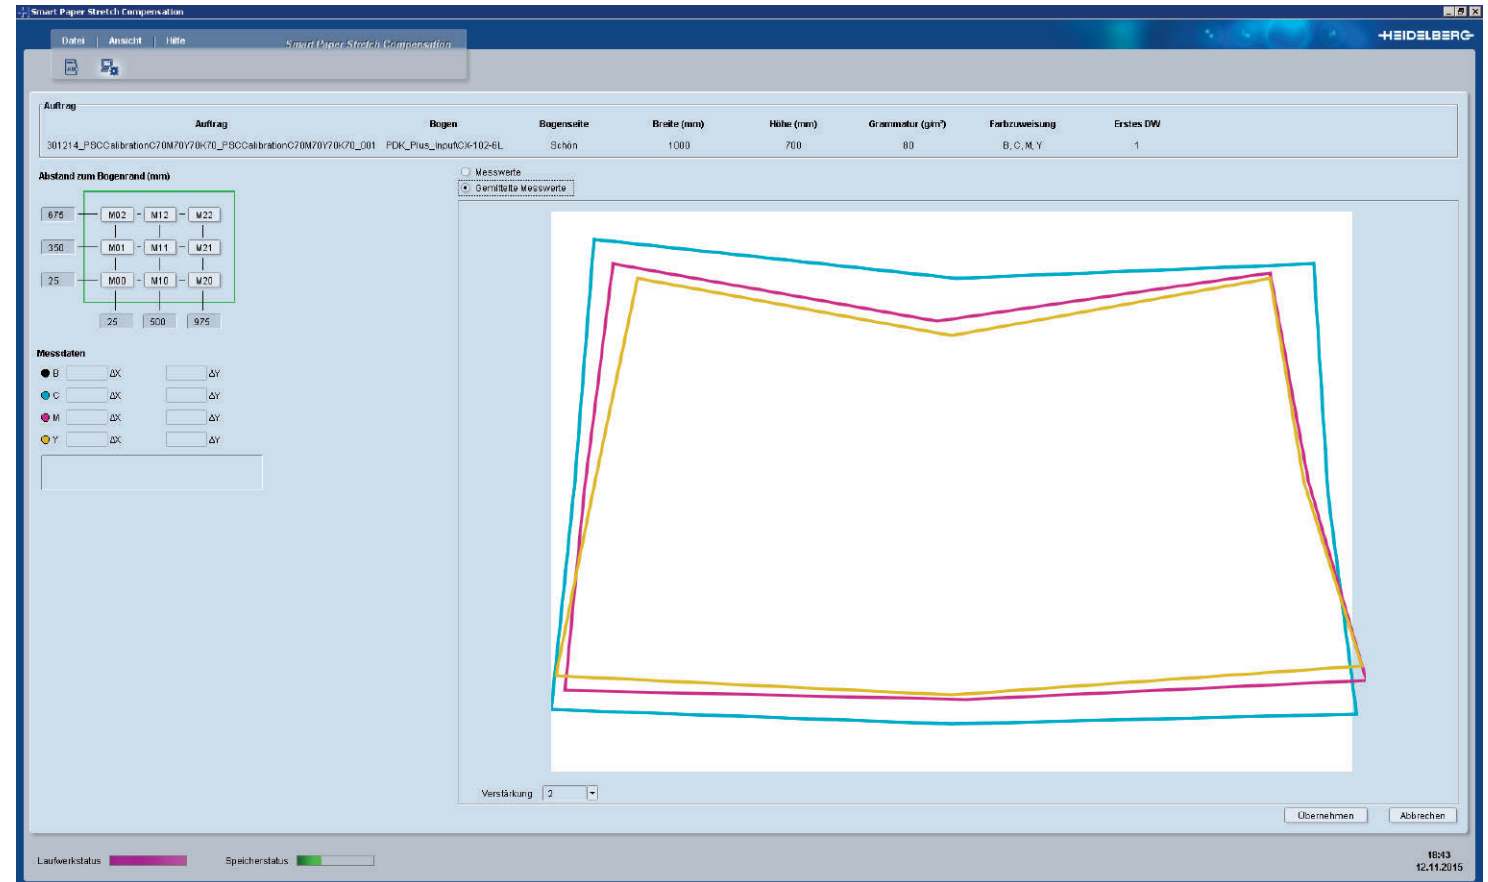 Smart Paper Stretch Compensation
Datei Ansicht Hilfe Smart Paper Stretch Compensation
HEIDELBERG
Auftrag
Auftrag Bogen Bogenseite Breite (mm) Höhe (mm) Grammatur (g/m²) Farbzuweisung Erstes DW
301214_PSCCalibrationC70M70Y70K70_PSCCalibrationC70M70Y70K70_001 PDK_Plus_Input\CX-102-6L Schön 1000 700 80 B, C, M, Y 1
Abstand zum Bogenrand (mm)
Messwerte
Gemittelte Messwerte
675 M02 M12 M22
350 M01 M11 M21
25 M00 M10 M20
25 500 975
Messdaten
B ΔX ΔY
C ΔX ΔY
M ΔX ΔY
Y ΔX ΔY
Verstärkung 2
Übernehmen Abbrechen
Laufwerkstatus Speicherstatus
18:43
12.11.2015